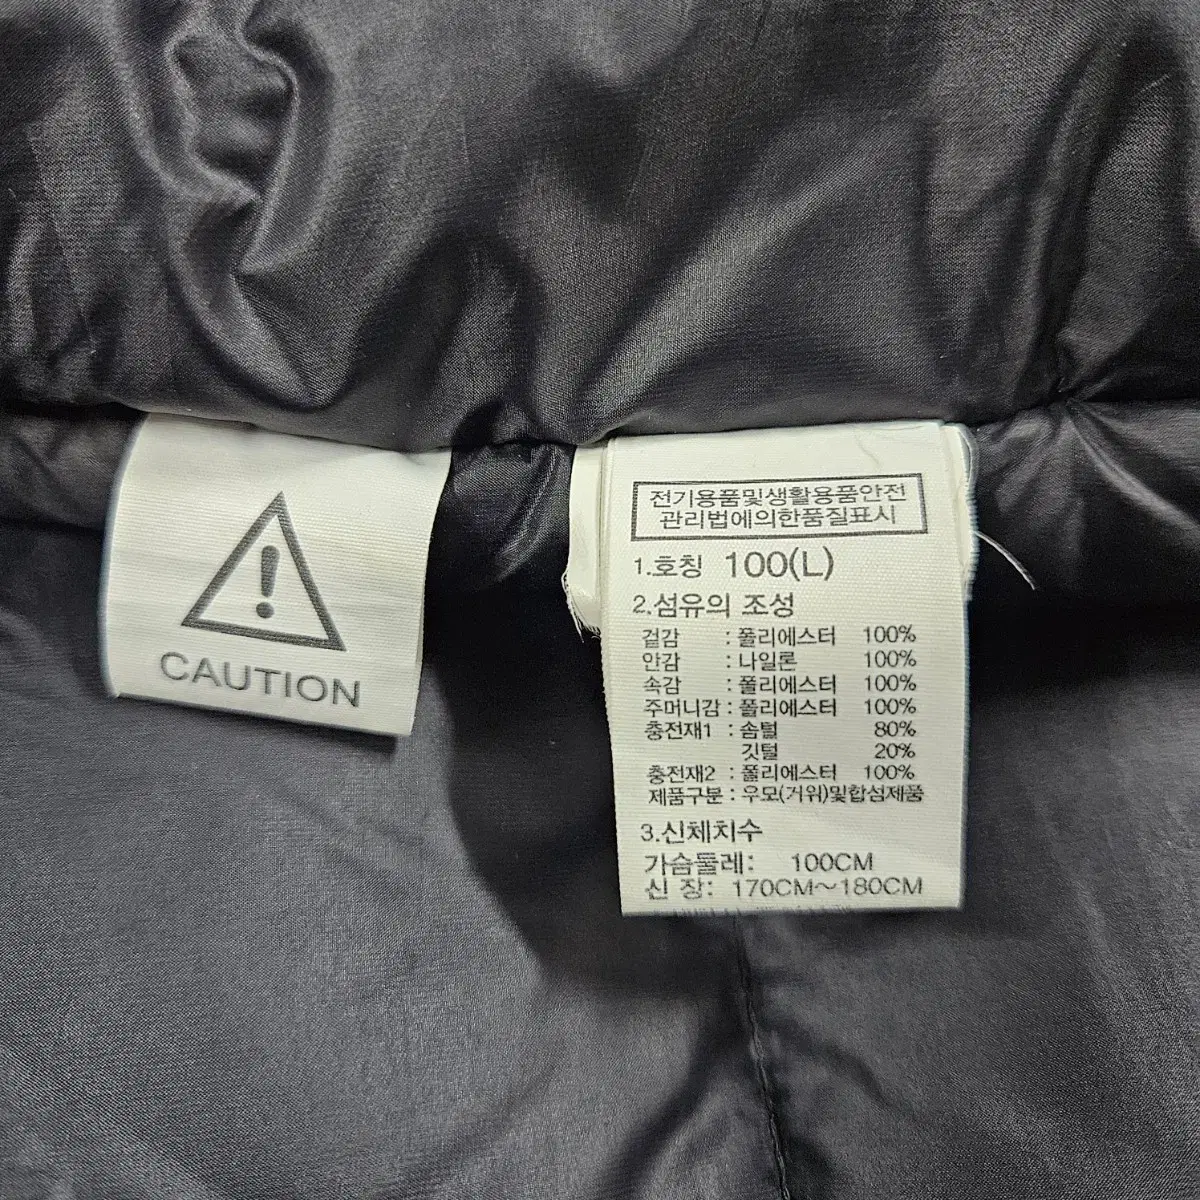 CAUTION
전기용품및생활용품안전
관리법에의한품질표시
1.호칭 100(L)
2.섬유의 조성
겉감 : 폴리에스터 100%
안감 : 나일론 100%
속감 : 폴리에스터 100%
주머니감 : 폴리에스터 100%
충전재1 : 솜털 80%
깃털 20%
충전재2 : 폴리에스터 100%
제품구분 : 우모(거위)및합섬제품
3.신체치수
가슴둘레: 100CM
신 장: 170CM~180CM